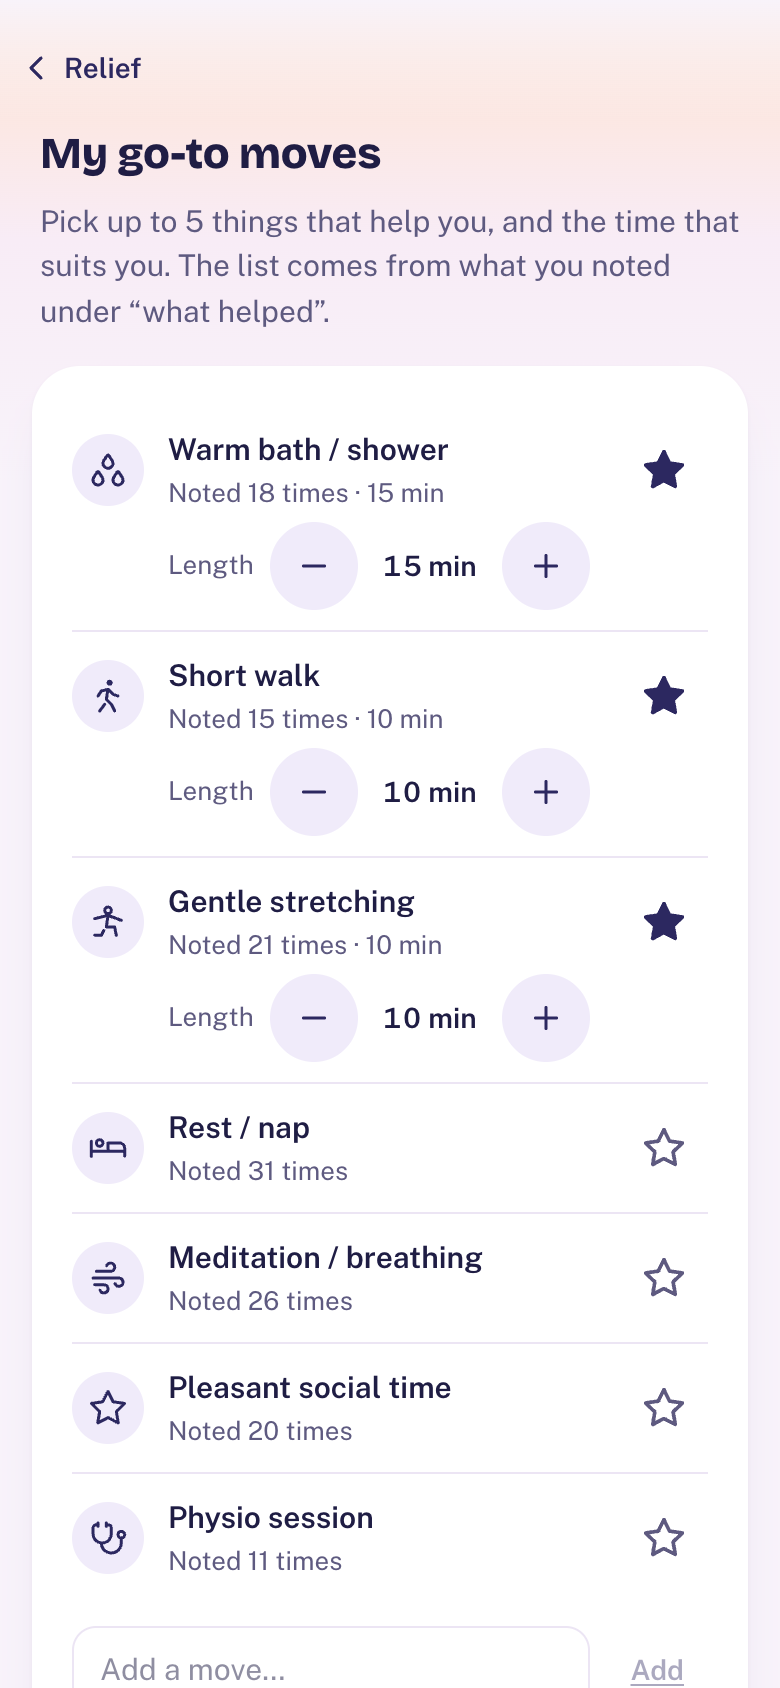 Relief
My go-to moves
Pick up to 5 things that help you, and the time that
suits you. The list comes from what you noted
under “what helped”.
Warm bath / shower
Noted 18 times · 15 min
Length − 15 min +
Short walk
Noted 15 times · 10 min
Length − 10 min +
Gentle stretching
Noted 21 times · 10 min
Length − 10 min +
Rest / nap
Noted 31 times
Meditation / breathing
Noted 26 times
Pleasant social time
Noted 20 times
Physio session
Noted 11 times
Add a move... Add